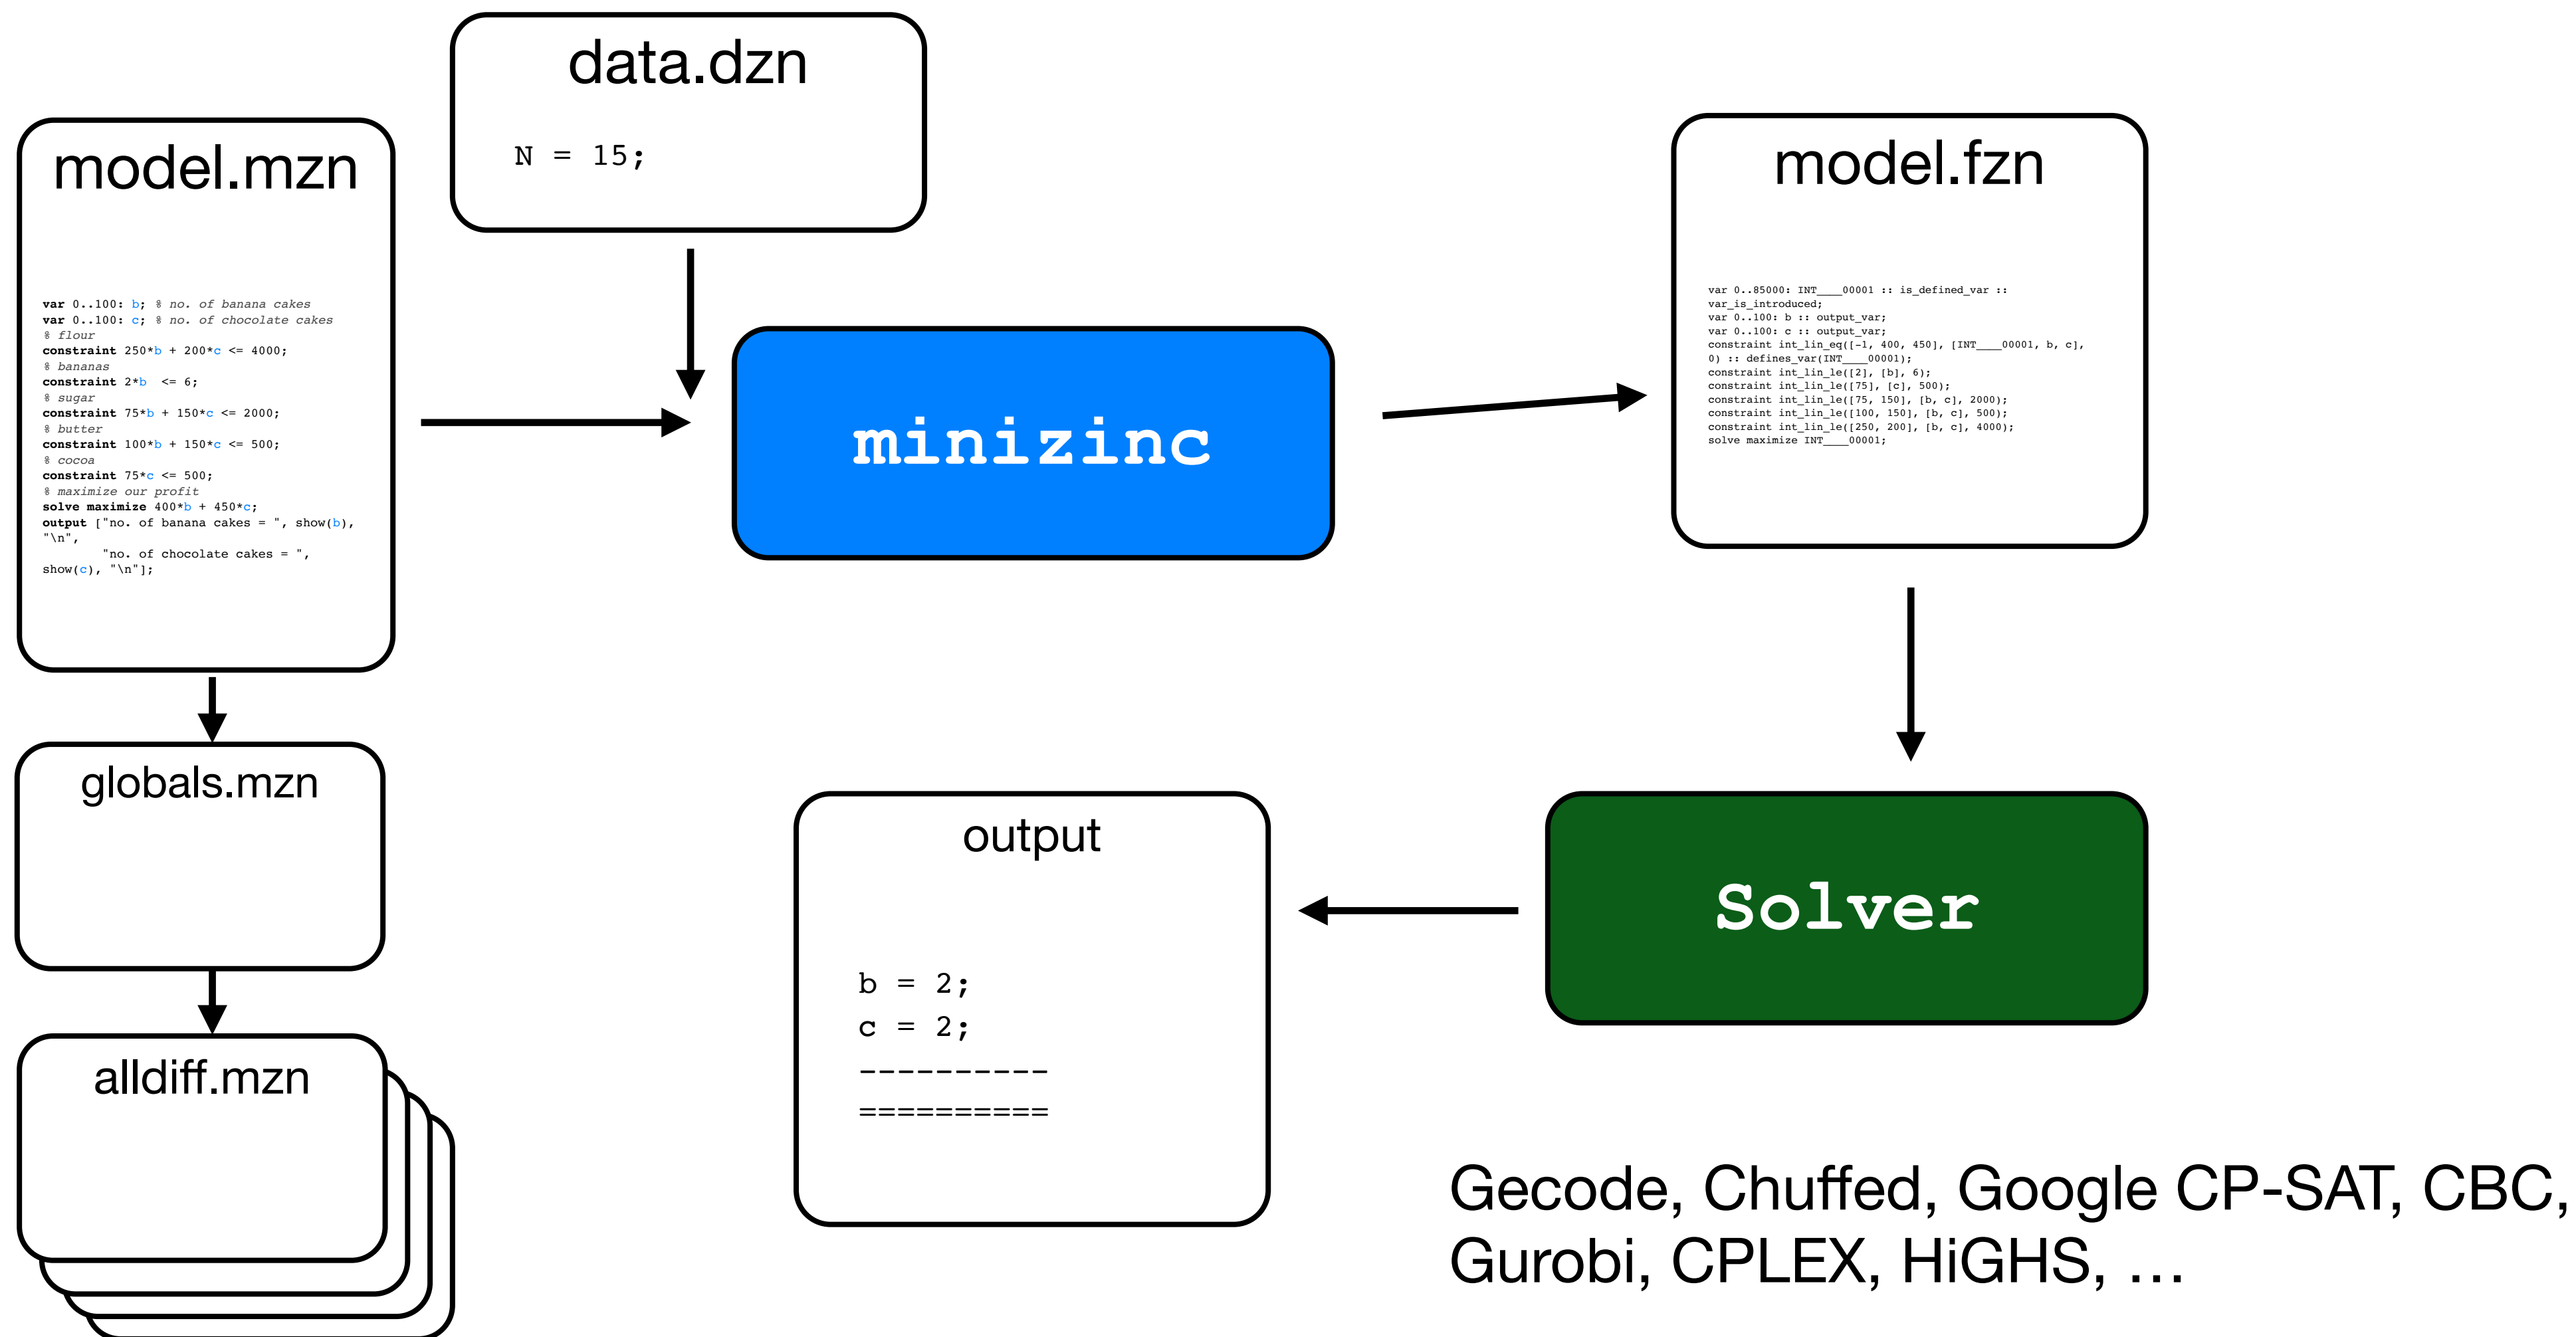 data.dzn
N = 15;
model.mzn
var 0..100: b; % no. of banana cakes
var 0..100: c; % no. of chocolate cakes
% flour
constraint 250*b + 200*c <= 4000;
% bananas
constraint 2*b  <= 6;
% sugar
constraint 75*b + 150*c <= 2000;
% butter
constraint 100*b + 150*c <= 500;
% cocoa
constraint 75*c <= 500;
% maximize our profit
solve maximize 400*b + 450*c;
output ["no. of banana cakes = ", show(b),
"\n",
        "no. of chocolate cakes = ",
show(c), "\n"];
minizinc
model.fzn
var 0..85000: INT____00001 :: is_defined_var ::
var_is_introduced;
var 0..100: b :: output_var;
var 0..100: c :: output_var;
constraint int_lin_eq([-1, 400, 450], [INT____00001, b, c],
0) :: defines_var(INT____00001);
constraint int_lin_le([2], [b], 6);
constraint int_lin_le([75], [c], 500);
constraint int_lin_le([75, 150], [b, c], 2000);
constraint int_lin_le([100, 150], [b, c], 500);
constraint int_lin_le([250, 200], [b, c], 4000);
solve maximize INT____00001;
globals.mzn
alldiff.mzn
output
b = 2;
c = 2;
----------
==========
Solver
Gecode, Chuffed, Google CP-SAT, CBC,
Gurobi, CPLEX, HiGHS, …